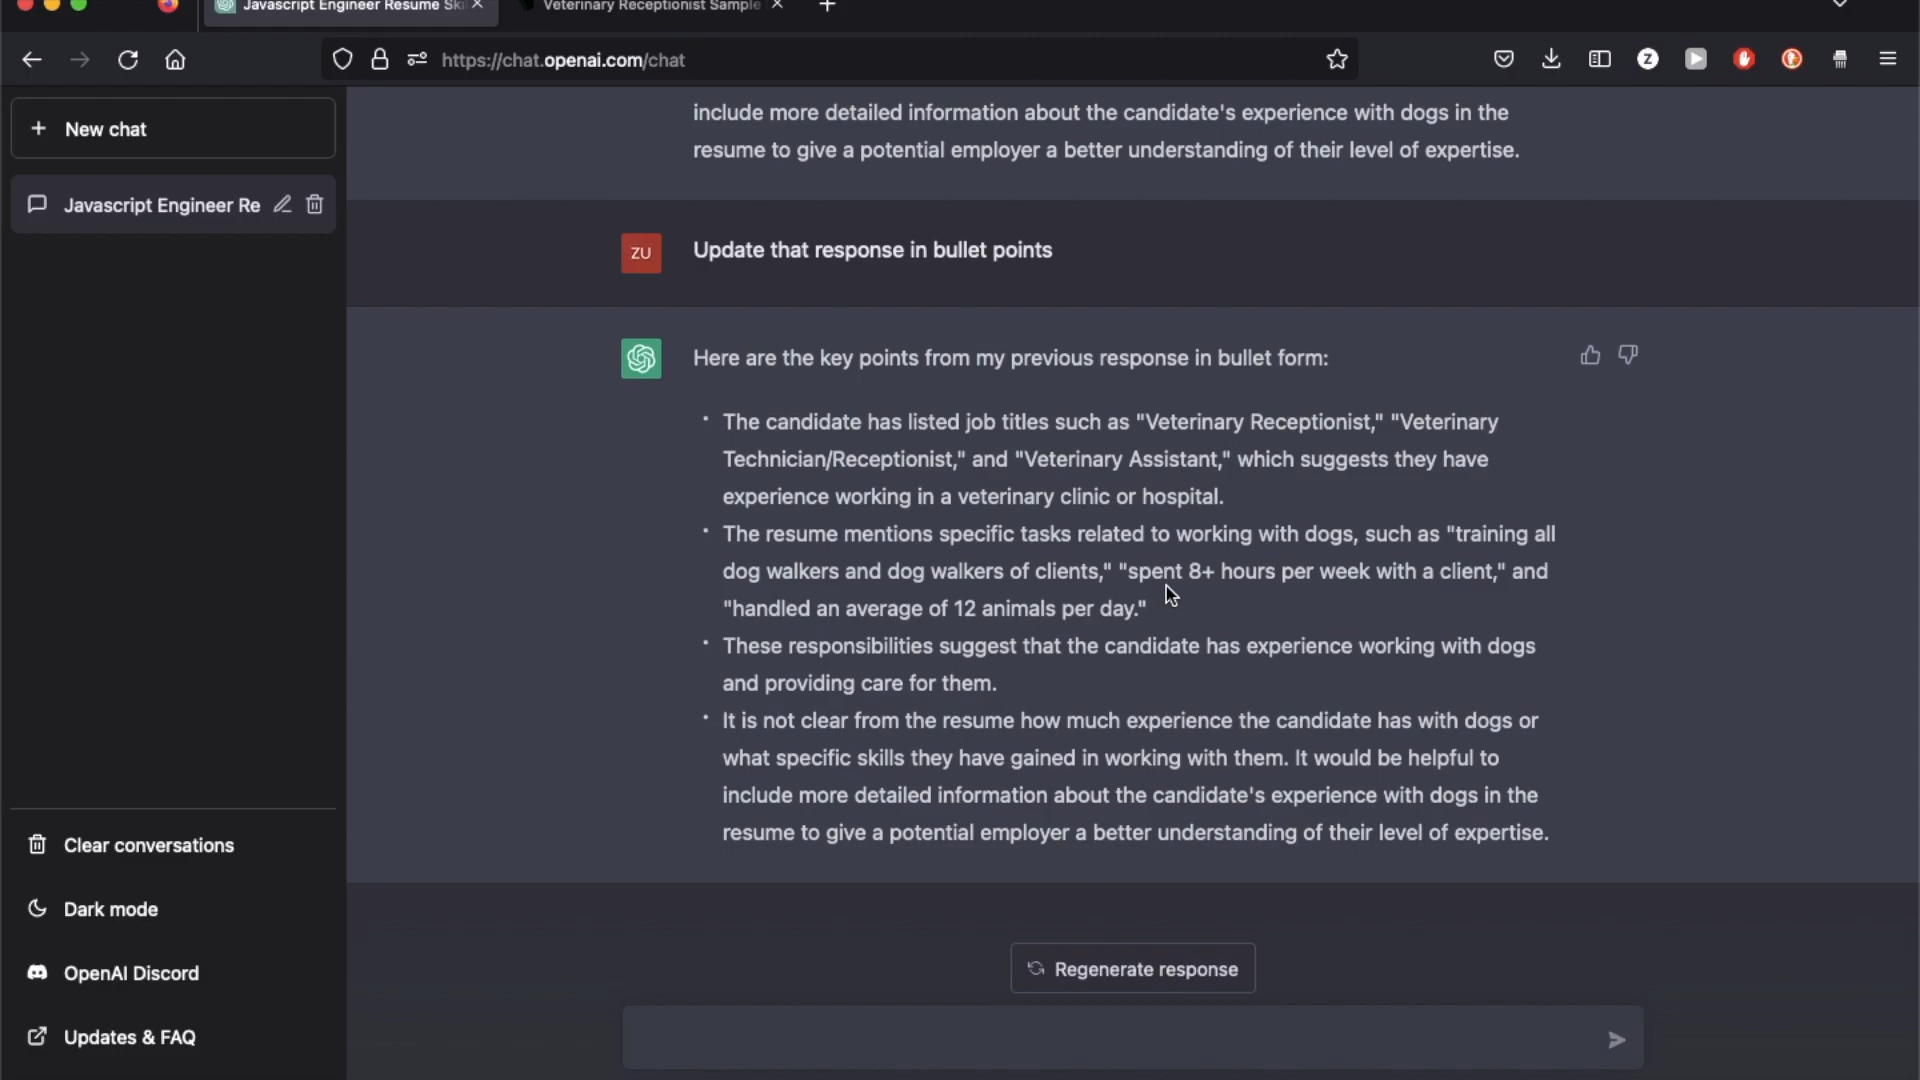 Javascript Engineer Resume Ski
Veterinary Receptionist Sample
https://chat.openai.com/chat
Z
New chat
Javascript Engineer Re
include more detailed information about the candidate's experience with dogs in the
resume to give a potential employer a better understanding of their level of expertise.
ZU
Update that response in bullet points
Here are the key points from my previous response in bullet form:
• The candidate has listed job titles such as "Veterinary Receptionist," "Veterinary
Technician/Receptionist," and "Veterinary Assistant," which suggests they have
experience working in a veterinary clinic or hospital.
• The resume mentions specific tasks related to working with dogs, such as "training all
dog walkers and dog walkers of clients," "spent 8+ hours per week with a client," and
"handled an average of 12 animals per day."
• These responsibilities suggest that the candidate has experience working with dogs
and providing care for them.
• It is not clear from the resume how much experience the candidate has with dogs or
what specific skills they have gained in working with them. It would be helpful to
include more detailed information about the candidate's experience with dogs in the
resume to give a potential employer a better understanding of their level of expertise.
Clear conversations
Dark mode
OpenAI Discord
Updates & FAQ
Regenerate response